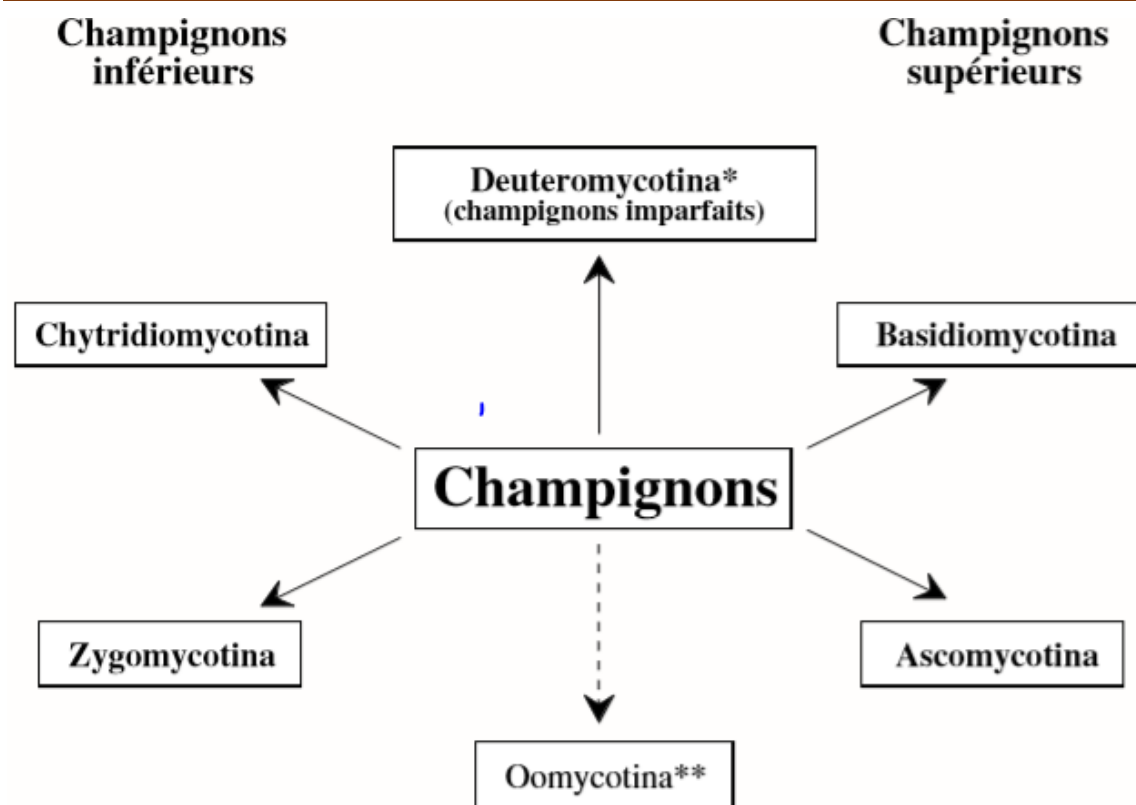 Champignons
inférieurs
Champignons
supérieurs
Deuteromycotina*
(champignons imparfaits)
Chytridiomycotina
Basidiomycotina
Champignons
Zygomycotina
Ascomycotina
Oomycotina**